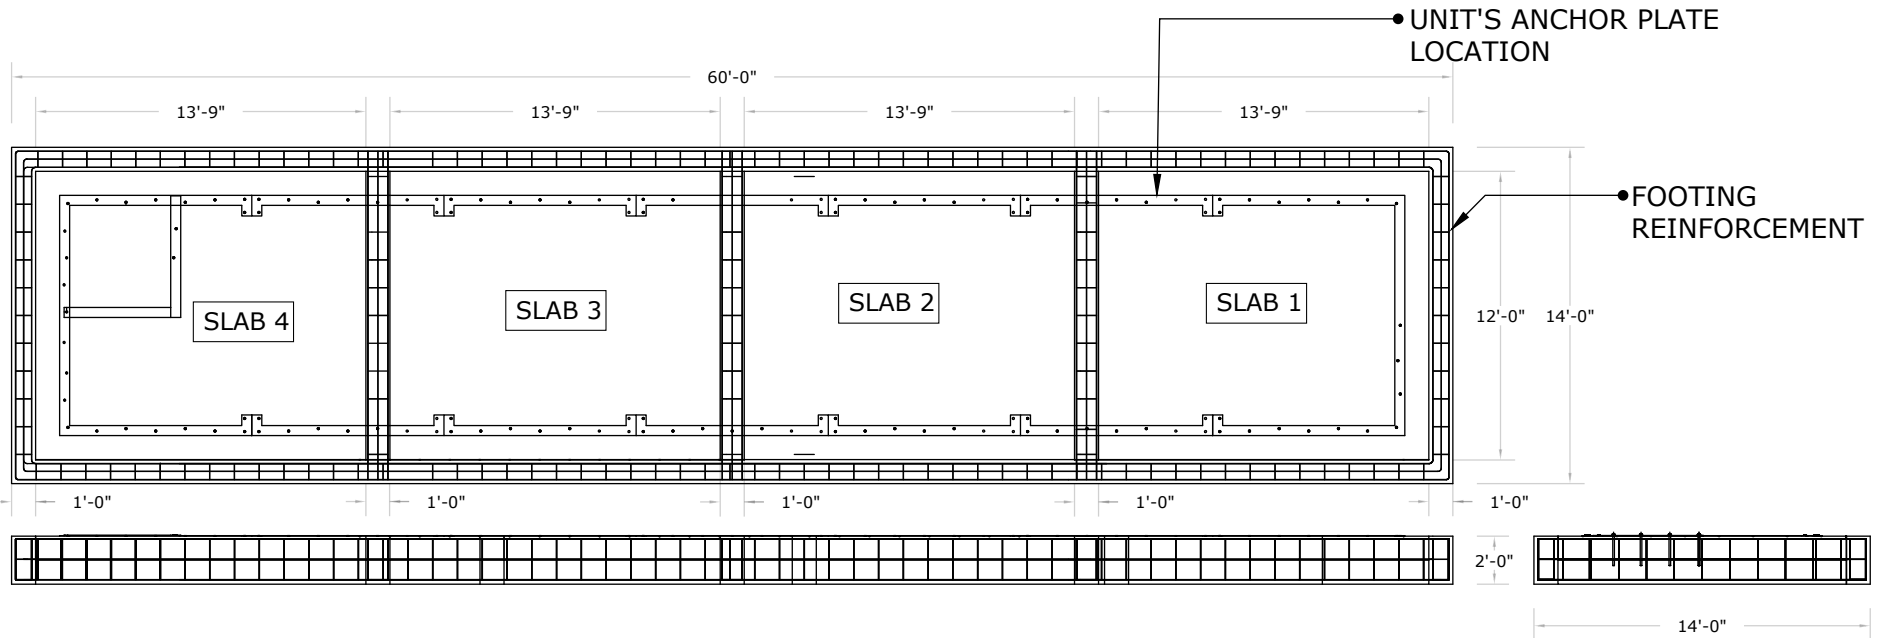 UNIT'S ANCHOR PLATE
LOCATION
60'-0"
13'-9"
13'-9"
13'-9"
13'-9"
FOOTING
REINFORCEMENT
SLAB 4
SLAB 3
SLAB 2
SLAB 1
12'-0"
14'-0"
1'-0"
1'-0"
1'-0"
1'-0"
1'-0"
2'-0"
14'-0"